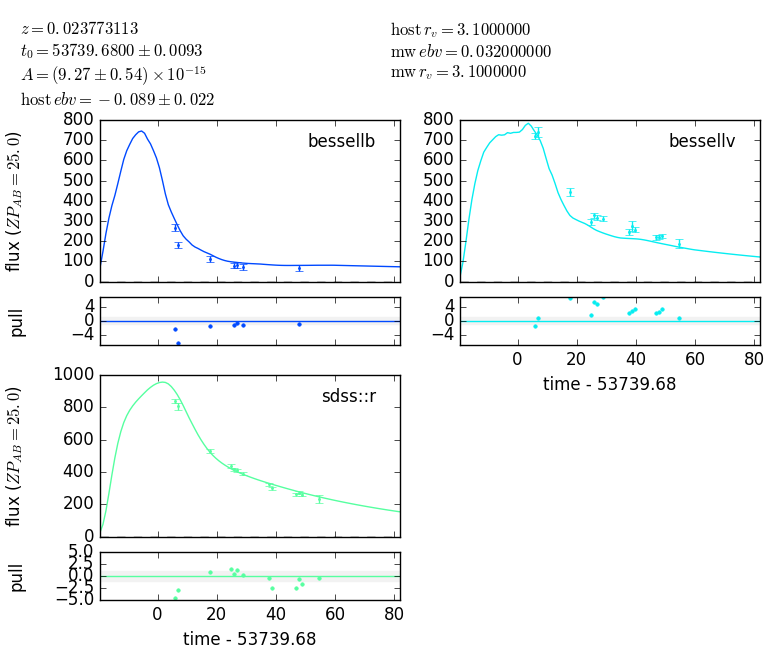 z = 0.023773113
t₀ = 53739.6800 ± 0.0093
A = (9.27 ± 0.54) × 10⁻¹⁵
host ebv = −0.089 ± 0.022
host r_v = 3.1000000
mw ebv = 0.032000000
mw r_v = 3.1000000
bessellb
flux (ZP_AB = 25.0)
800
700
600
500
400
300
200
100
0
pull
4
0
−4
bessellv
800
700
600
500
400
300
200
100
0
4
0
−4
0 20 40 60 80
time - 53739.68
sdss::r
flux (ZP_AB = 25.0)
1000
800
600
400
200
0
pull
5.0
2.5
0.0
−2.5
−5.0
0 20 40 60 80
time - 53739.68